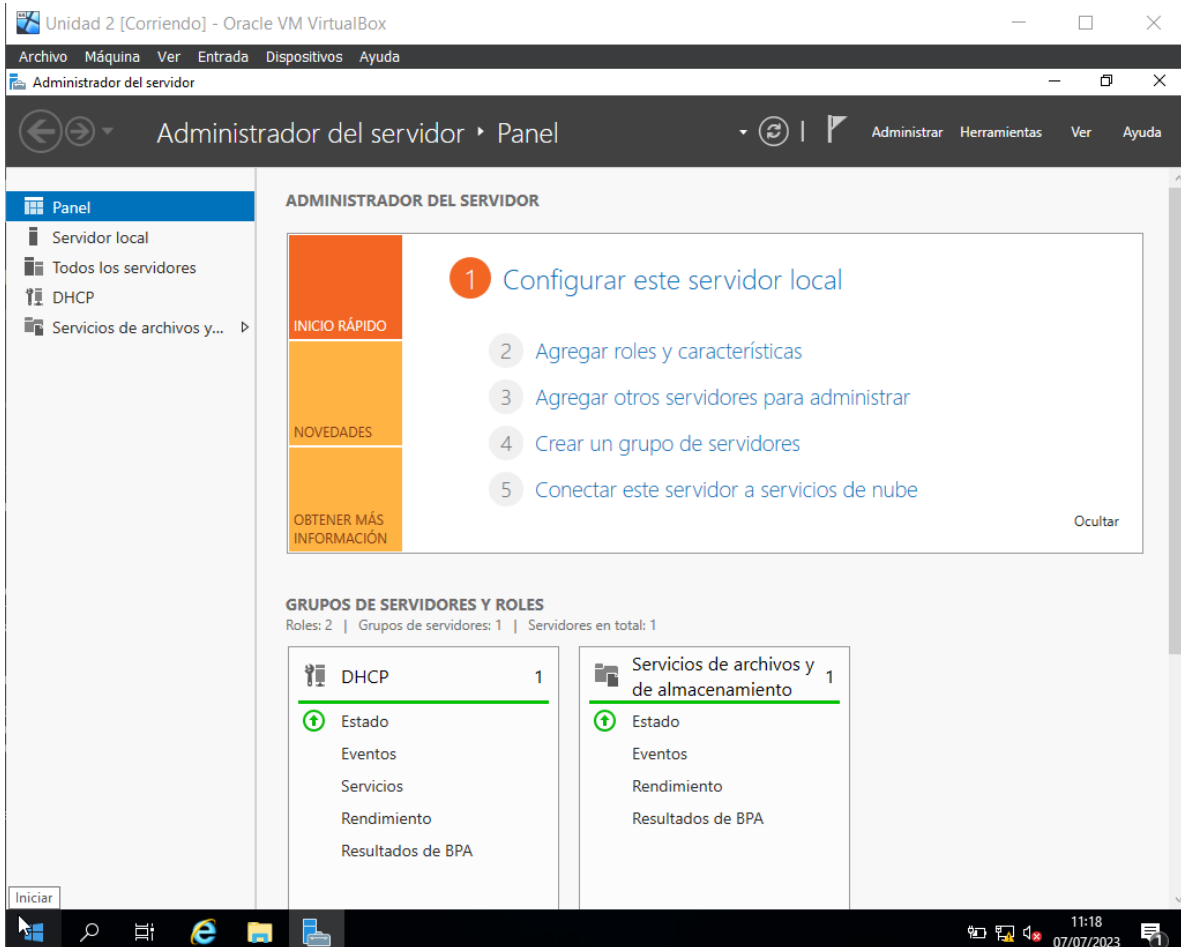 Unidad 2 [Corriendo] - Oracle VM VirtualBox
Archivo Máquina Ver Entrada Dispositivos Ayuda
Administrador del servidor
Administrador del servidor ‣ Panel
Administrar Herramientas Ver Ayuda
Panel
Servidor local
Todos los servidores
DHCP
Servicios de archivos y...
ADMINISTRADOR DEL SERVIDOR
INICIO RÁPIDO
NOVEDADES
OBTENER MÁS
INFORMACIÓN
1 Configurar este servidor local
2 Agregar roles y características
3 Agregar otros servidores para administrar
4 Crear un grupo de servidores
5 Conectar este servidor a servicios de nube
Ocultar
GRUPOS DE SERVIDORES Y ROLES
Roles: 2 | Grupos de servidores: 1 | Servidores en total: 1
DHCP 1
Estado
Eventos
Servicios
Rendimiento
Resultados de BPA
Servicios de archivos y
de almacenamiento 1
Estado
Eventos
Rendimiento
Resultados de BPA
Iniciar
11:18
07/07/2023
1